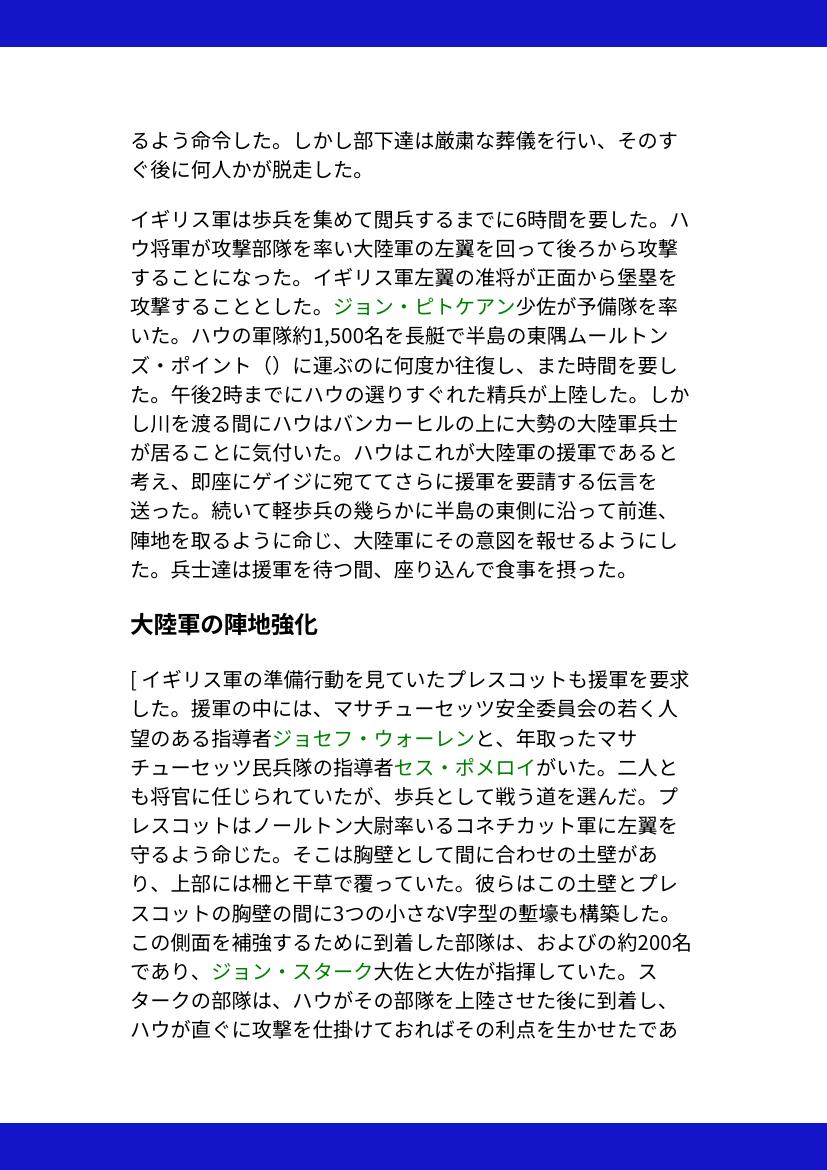 るよう命令した。しかし部下達は厳粛な葬儀を行い、そのす
ぐ後に何人かが脱走した。
イギリス軍は歩兵を集めて閲兵するまでに6時間を要した。ハ
ウ将軍が攻撃部隊を率い大陸軍の左翼を回って後ろから攻撃
することになった。イギリス軍左翼の准将が正面から堡塁を
攻撃することとした。ジョン・ピトケアン少佐が予備隊を率
いた。ハウの軍隊約1,500名を長艇で半島の東隅ムールトン
ズ・ポイント（）に運ぶのに何度か往復し、また時間を要し
た。午後2時までにハウの選りすぐれた精兵が上陸した。しか
し川を渡る間にハウはバンカーヒルの上に大勢の大陸軍兵士
が居ることに気付いた。ハウはこれが大陸軍の援軍であると
考え、即座にゲイジに宛ててさらに援軍を要請する伝言を
送った。続いて軽歩兵の幾らかに半島の東側に沿って前進、
陣地を取るように命じ、大陸軍にその意図を報せるようにし
た。兵士達は援軍を待つ間、座り込んで食事を摂った。
大陸軍の陣地強化
[ イギリス軍の準備行動を見ていたプレスコットも援軍を要求
した。援軍の中には、マサチューセッツ安全委員会の若く人
望のある指導者ジョセフ・ウォーレンと、年取ったマサ
チューセッツ民兵隊の指導者セス・ポメロイがいた。二人と
も将官に任じられていたが、歩兵として戦う道を選んだ。プ
レスコットはノールトン大尉率いるコネチカット軍に左翼を
守るよう命じた。そこは胸壁として間に合わせの土壁があ
り、上部には柵と干草で覆っていた。彼らはこの土壁とプレ
スコットの胸壁の間に3つの小さなV字型の塹壕も構築した。
この側面を補強するために到着した部隊は、およびの約200名
であり、ジョン・スターク大佐と大佐が指揮していた。ス
タークの部隊は、ハウがその部隊を上陸させた後に到着し、
ハウが直ぐに攻撃を仕掛けておればその利点を生かせたであ